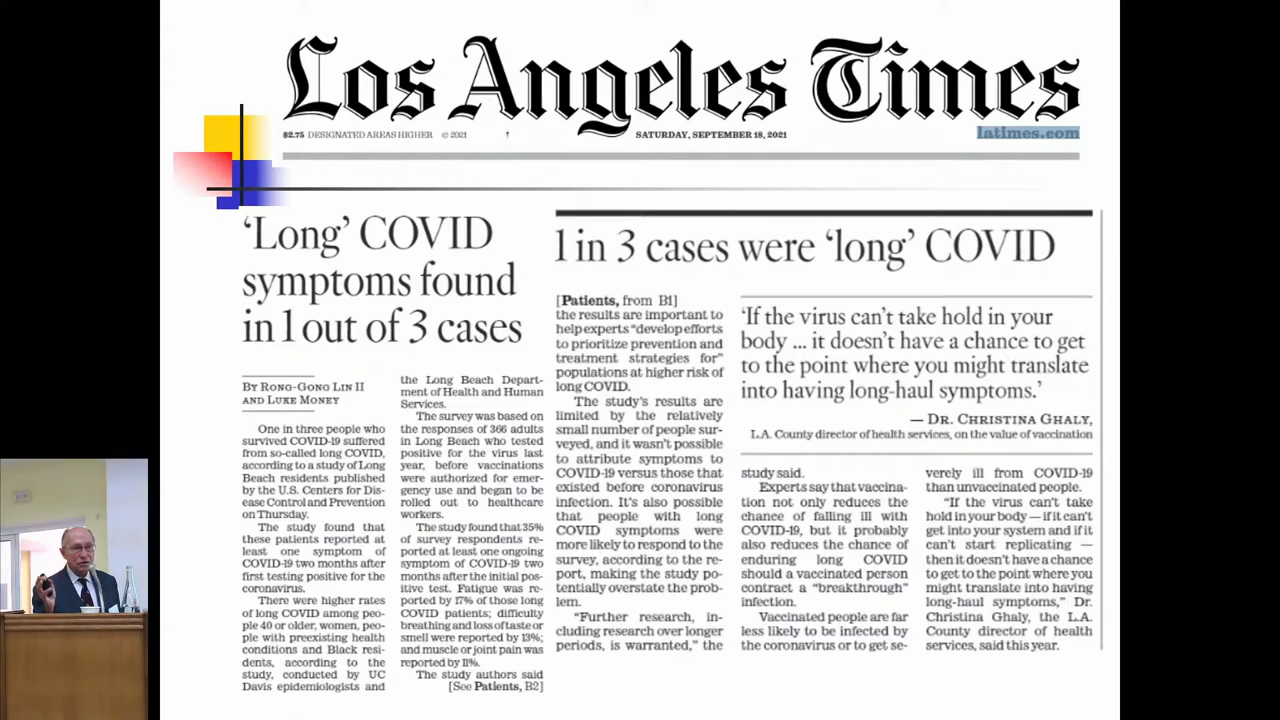 Los Angeles Times
$2.75 DESIGNATED AREAS HIGHER © 2021
SATURDAY, SEPTEMBER 18, 2021
latimes.com
‘Long’ COVID
symptoms found
in 1 out of 3 cases
BY RONG-GONG LIN II
AND LUKE MONEY
One in three people who
survived COVID-19 suffered
from so-called long COVID,
according to a study of Long
Beach residents published
by the U.S. Centers for Dis-
ease Control and Prevention
on Thursday.
The study found that
these patients reported at
least one symptom of
COVID-19 two months after
first testing positive for the
coronavirus.
There were higher rates
of long COVID among peo-
ple 40 or older, women, peo-
ple with preexisting health
conditions and Black resi-
dents, according to the
study, conducted by UC
Davis epidemiologists and
the Long Beach Depart-
ment of Health and Human
Services.
The survey was based on
the responses of 366 adults
in Long Beach who tested
positive for the virus last
year, before vaccinations
were authorized for emer-
gency use and began to be
rolled out to healthcare
workers.
The study found that 35%
of survey respondents re-
ported at least one ongoing
symptom of COVID-19 two
months after the initial pos-
itive test. Fatigue was re-
ported by 17% of those long
COVID patients; difficulty
breathing and loss of taste or
smell were reported by 13%;
and muscle or joint pain was
reported by 11%.
The study authors said
[See Patients, B2]
1 in 3 cases were ‘long’ COVID
[Patients, from B1]
the results are important to
help experts “develop efforts
to prioritize prevention and
treatment strategies for”
populations at higher risk of
long COVID.
The study’s results are
limited by the relatively
small number of people sur-
veyed, and it wasn’t possible
to attribute symptoms to
COVID-19 versus those that
existed before coronavirus
infection. It’s also possible
that people with long
COVID symptoms were
more likely to respond to the
survey, according to the re-
port, making the study po-
tentially overstate the prob-
lem.
“Further research, in-
cluding research over longer
periods, is warranted,” the
‘If the virus can’t take hold in your
body ... it doesn’t have a chance to get
to the point where you might translate
into having long-haul symptoms.’
— DR. CHRISTINA GHALY,
L.A. County director of health services, on the value of vaccination
study said.
Experts say that vaccina-
tion not only reduces the
chance of falling ill with
COVID-19, but it probably
also reduces the chance of
enduring long COVID
should a vaccinated person
contract a “breakthrough”
infection.
Vaccinated people are far
less likely to be infected by
the coronavirus or to get se-
verely ill from COVID-19
than unvaccinated people.
“If the virus can’t take
hold in your body — if it can’t
get into your system and if it
can’t start replicating —
then it doesn’t have a chance
to get to the point where you
might translate into having
long-haul symptoms,” Dr.
Christina Ghaly, the L.A.
County director of health
services, said this year.